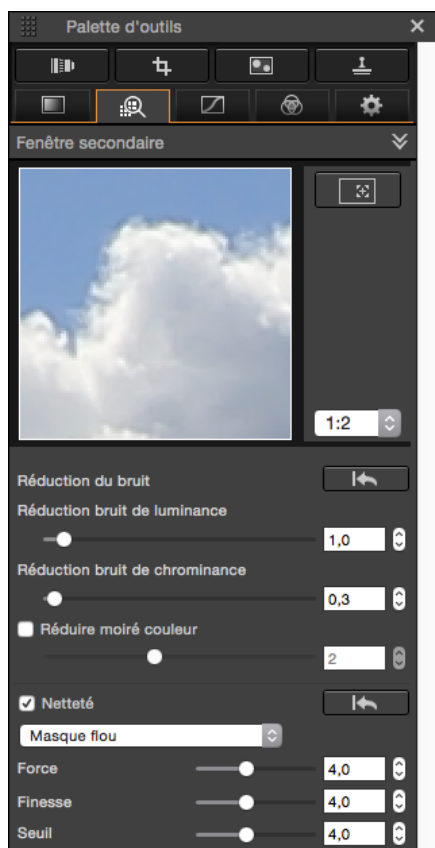 Palette d'outils
Fenêtre secondaire
1:2
Réduction du bruit
Réduction bruit de luminance
1,0
Réduction bruit de chrominance
0,3
Réduire moiré couleur
2
Netteté
Masque flou
Force 4,0
Finesse 4,0
Seuil 4,0